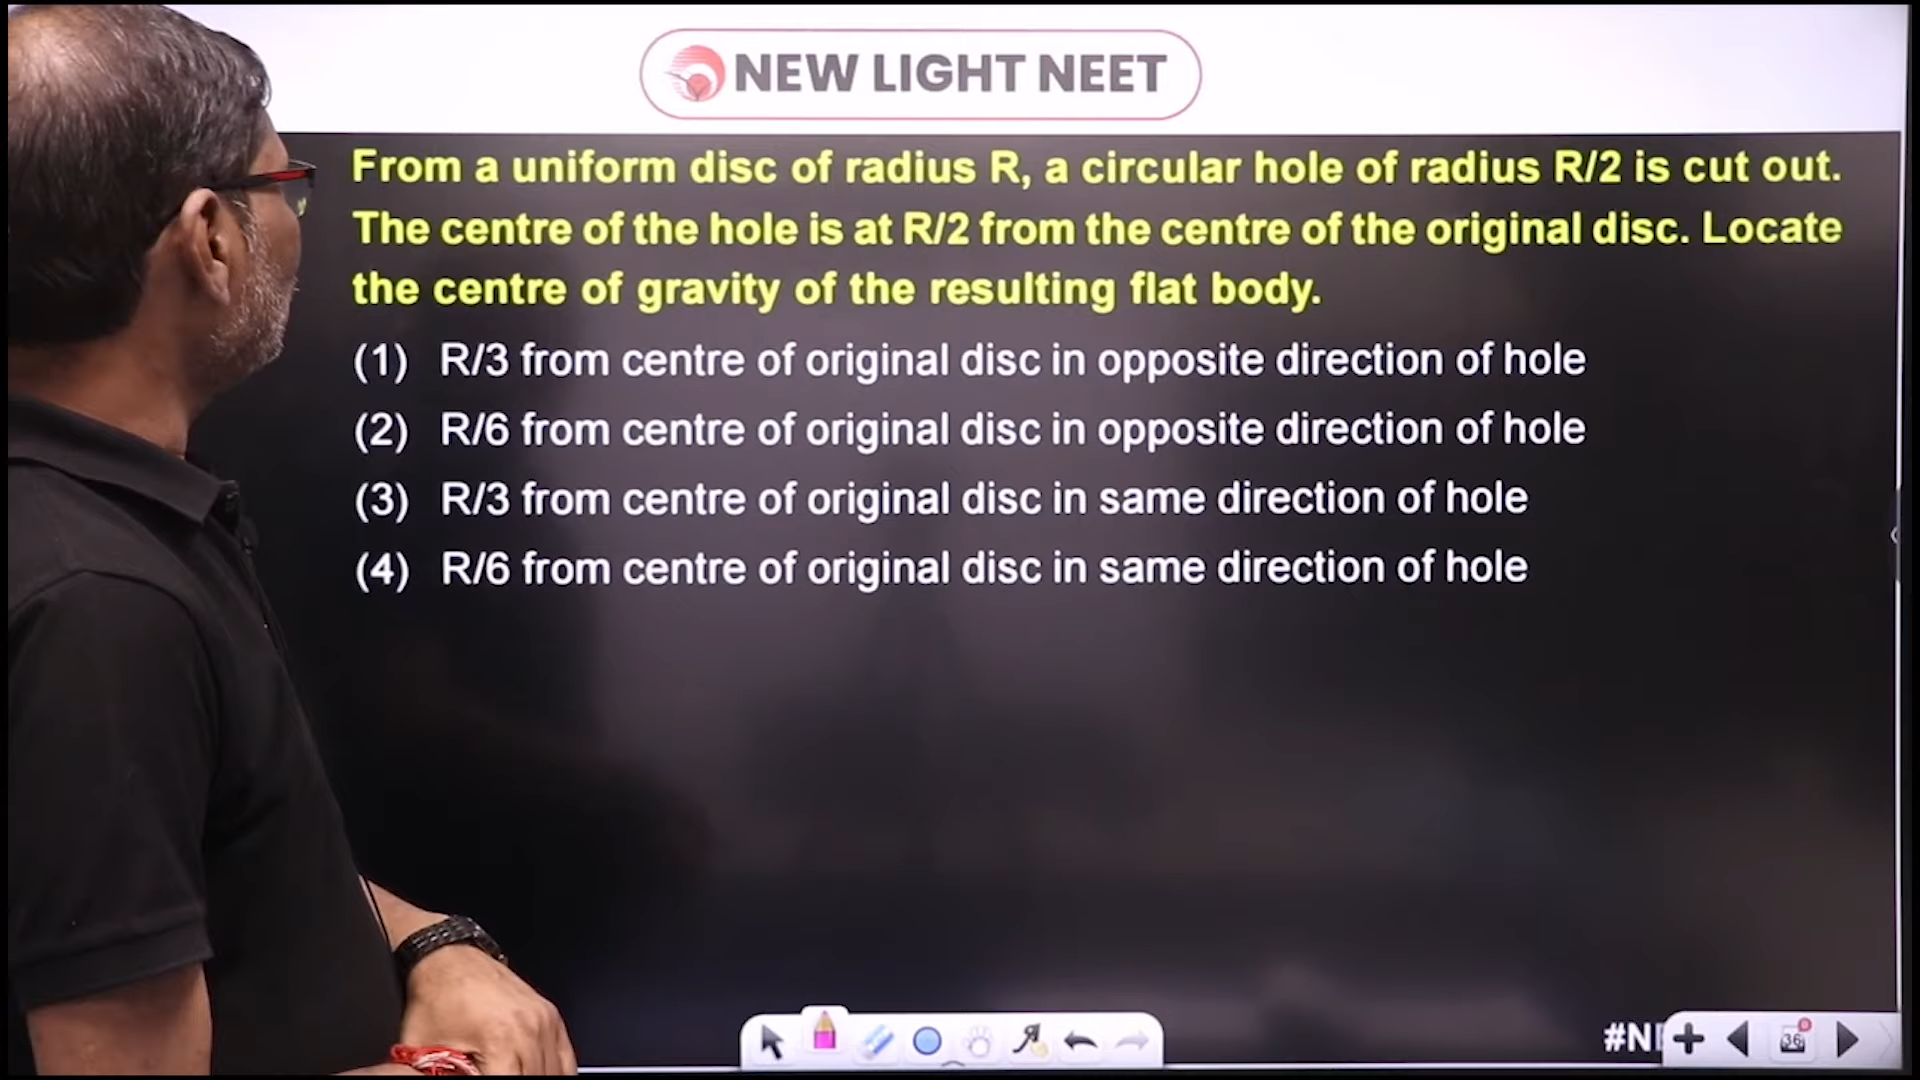 NEW LIGHT NEET
From a uniform disc of radius R, a circular hole of radius R/2 is cut out.
The centre of the hole is at R/2 from the centre of the original disc. Locate
the centre of gravity of the resulting flat body.
(1) R/3 from centre of original disc in opposite direction of hole
(2) R/6 from centre of original disc in opposite direction of hole
(3) R/3 from centre of original disc in same direction of hole
(4) R/6 from centre of original disc in same direction of hole
#N
36